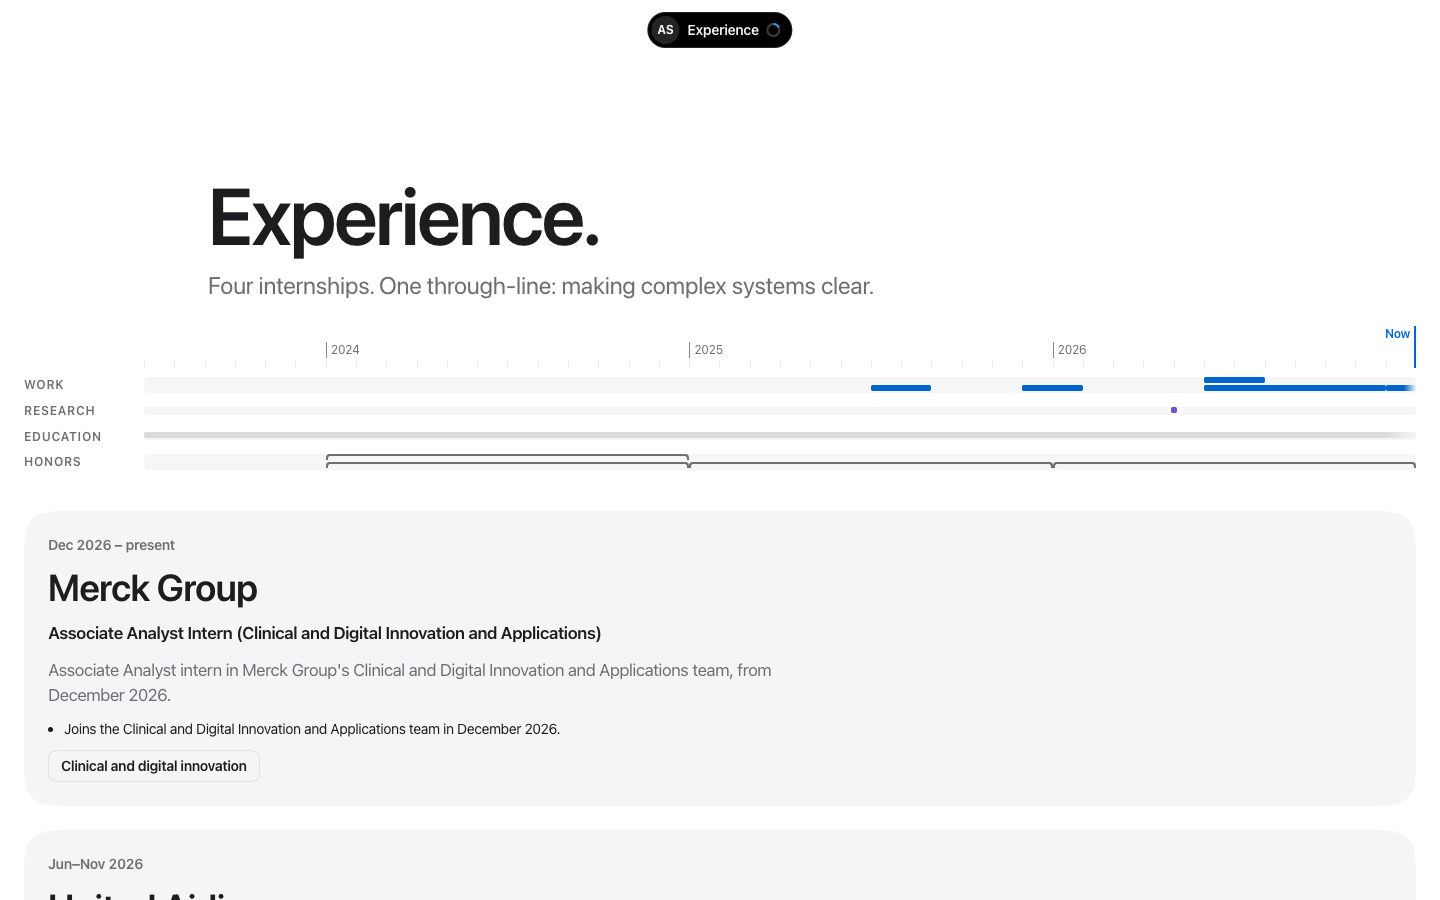 AS Experience
Experience.
Four internships. One through-line: making complex systems clear.
Now
2024 2025 2026
WORK
RESEARCH
EDUCATION
HONORS
Dec 2026 – present
Merck Group
Associate Analyst Intern (Clinical and Digital Innovation and Applications)
Associate Analyst intern in Merck Group's Clinical and Digital Innovation and Applications team, from
December 2026.
• Joins the Clinical and Digital Innovation and Applications team in December 2026.
Clinical and digital innovation
Jun–Nov 2026